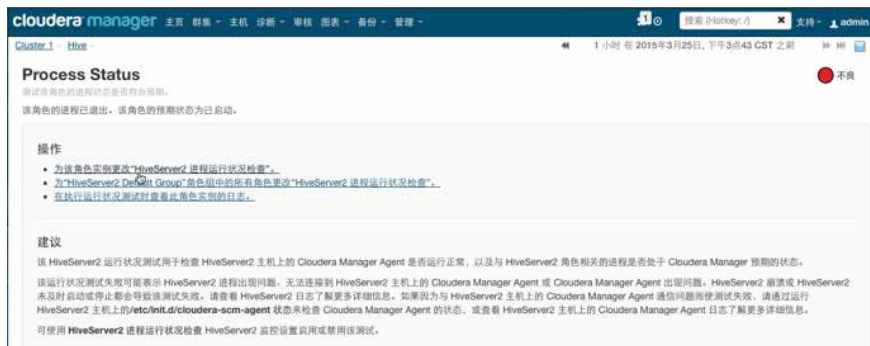 cloudera manager 主页 群集 主机 诊断 审核 图表 备份 管理 1 搜索 (Hotkey: /) 支持 admin
Cluster 1 Hive 1 小时 在 2015年3月25日, 下午3点43 CST 之前
Process Status 不良
测试该角色的进程状态是否符合预期。
该角色的进程已退出。该角色的预期状态为已启动。
操作
为该角色实例更改“HiveServer2 进程运行状况检查”。
为“HiveServer2 Default Group”角色组中的所有角色更改“HiveServer2 进程运行状况检查”。
在执行运行状况测试时查看此角色实例的日志。
建议
该 HiveServer2 运行状况测试用于检查 HiveServer2 主机上的 Cloudera Manager Agent 是否运行正常，以及与 HiveServer2 角色相关的进程是否处于 Cloudera Manager 预期的状态。
该运行状况测试失败可能表示 HiveServer2 进程出现问题、无法连接到 HiveServer2 主机上的 Cloudera Manager Agent 或 Cloudera Manager Agent 出现问题。HiveServer2 崩溃或 HiveServer2
未及时启动或停止都会导致该测试失败。请查看 HiveServer2 日志了解更多详细信息。如果因为与 HiveServer2 主机上的 Cloudera Manager Agent 通信问题而使测试失败，请通过运行
HiveServer2 主机上的/etc/init.d/cloudera-scm-agent 状态来检查 Cloudera Manager Agent 的状态，或查看 HiveServer2 主机上的 Cloudera Manager Agent 日志了解更多详细信息。
可使用 HiveServer2 进程运行状况检查 HiveServer2 监控设置启用或禁用该测试。